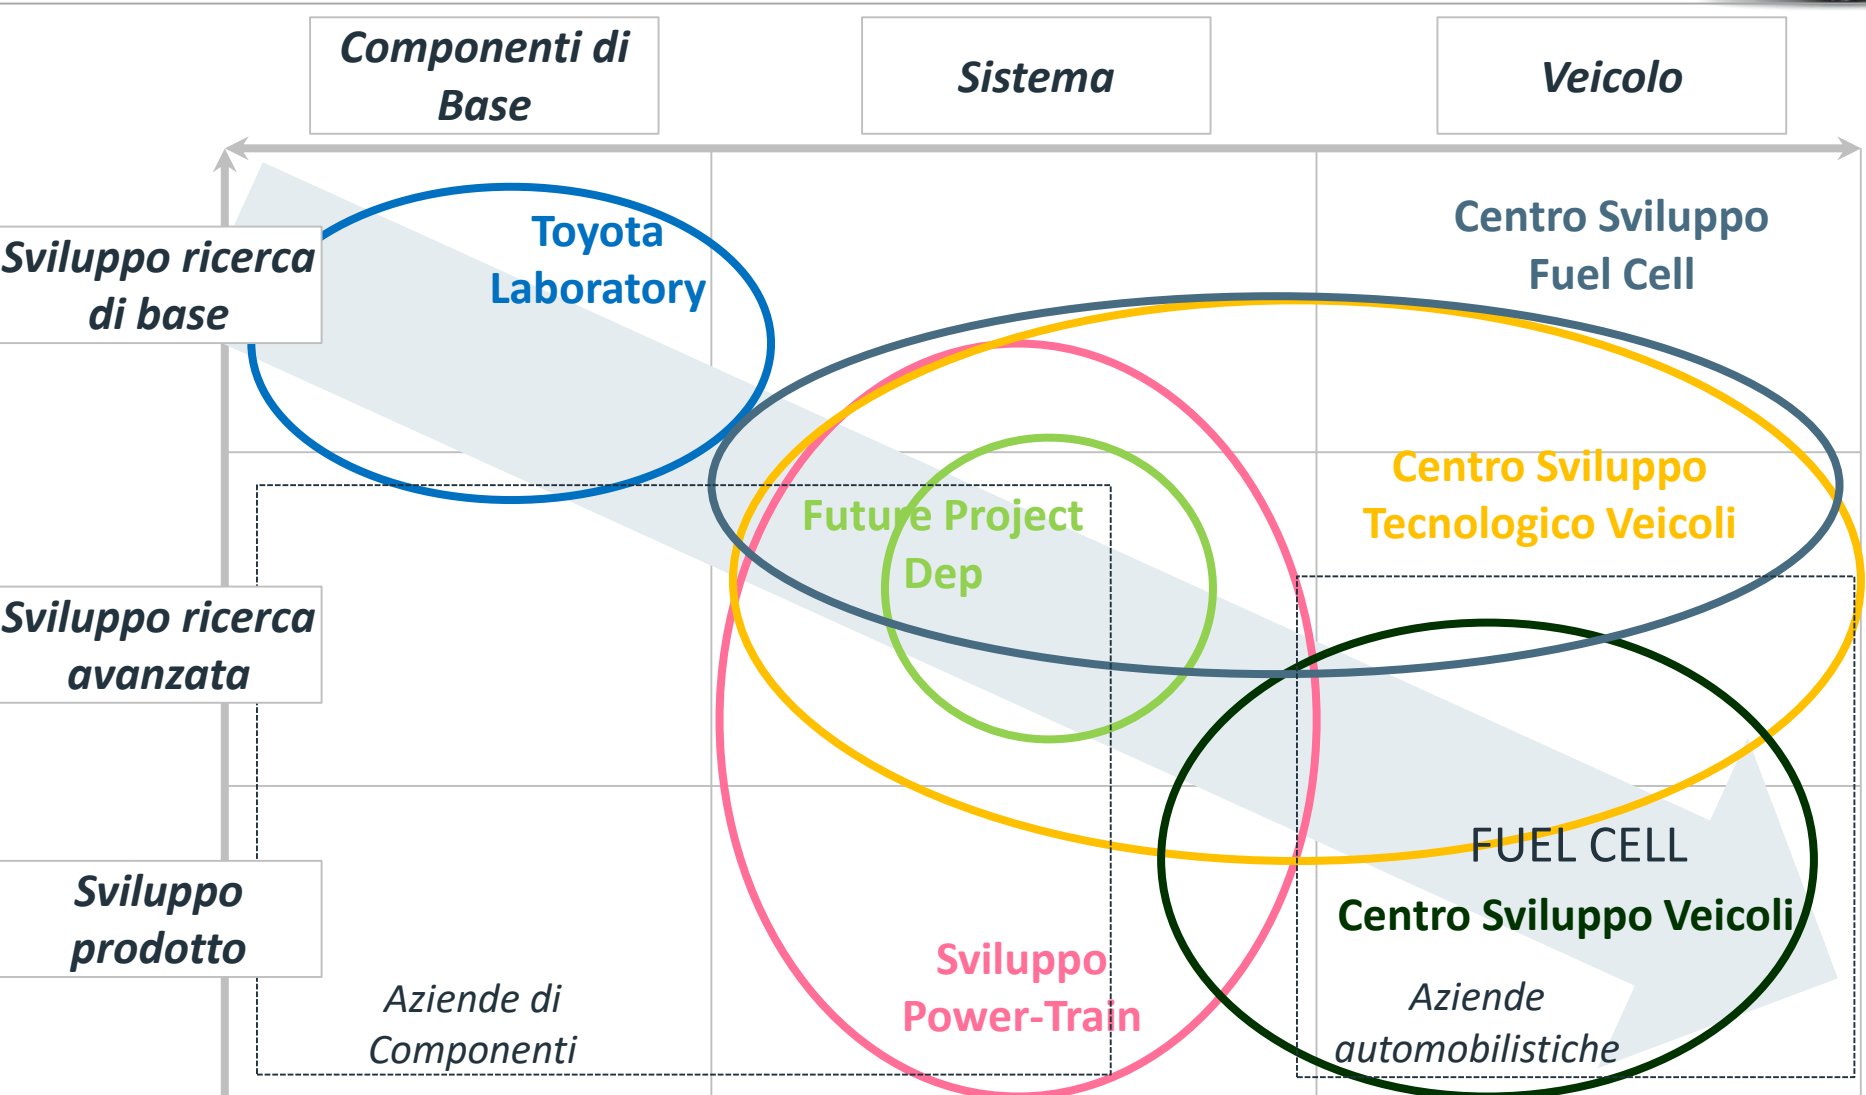 Componenti di
Base
Sistema
Veicolo
Sviluppo ricerca
di base
Toyota
Laboratory
Centro Sviluppo
Fuel Cell
Centro Sviluppo
Tecnologico Veicoli
Future Project
Dep
Sviluppo ricerca
avanzata
FUEL CELL
Centro Sviluppo Veicoli
Sviluppo
prodotto
Sviluppo
Power-Train
Aziende di
Componenti
Aziende
automobilistiche